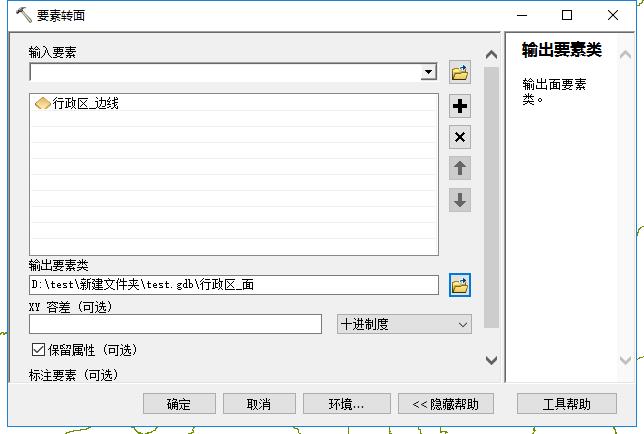 要素转面
输入要素
行政区_边线
输出要素类
D:\test\新建文件夹\test.gdb\行政区_面
XY 容差 (可选)
十进制度
保留属性 (可选)
标注要素 (可选)
输出要素类
输出面要素
类。
确定
取消
环境...
<< 隐藏帮助
工具帮助